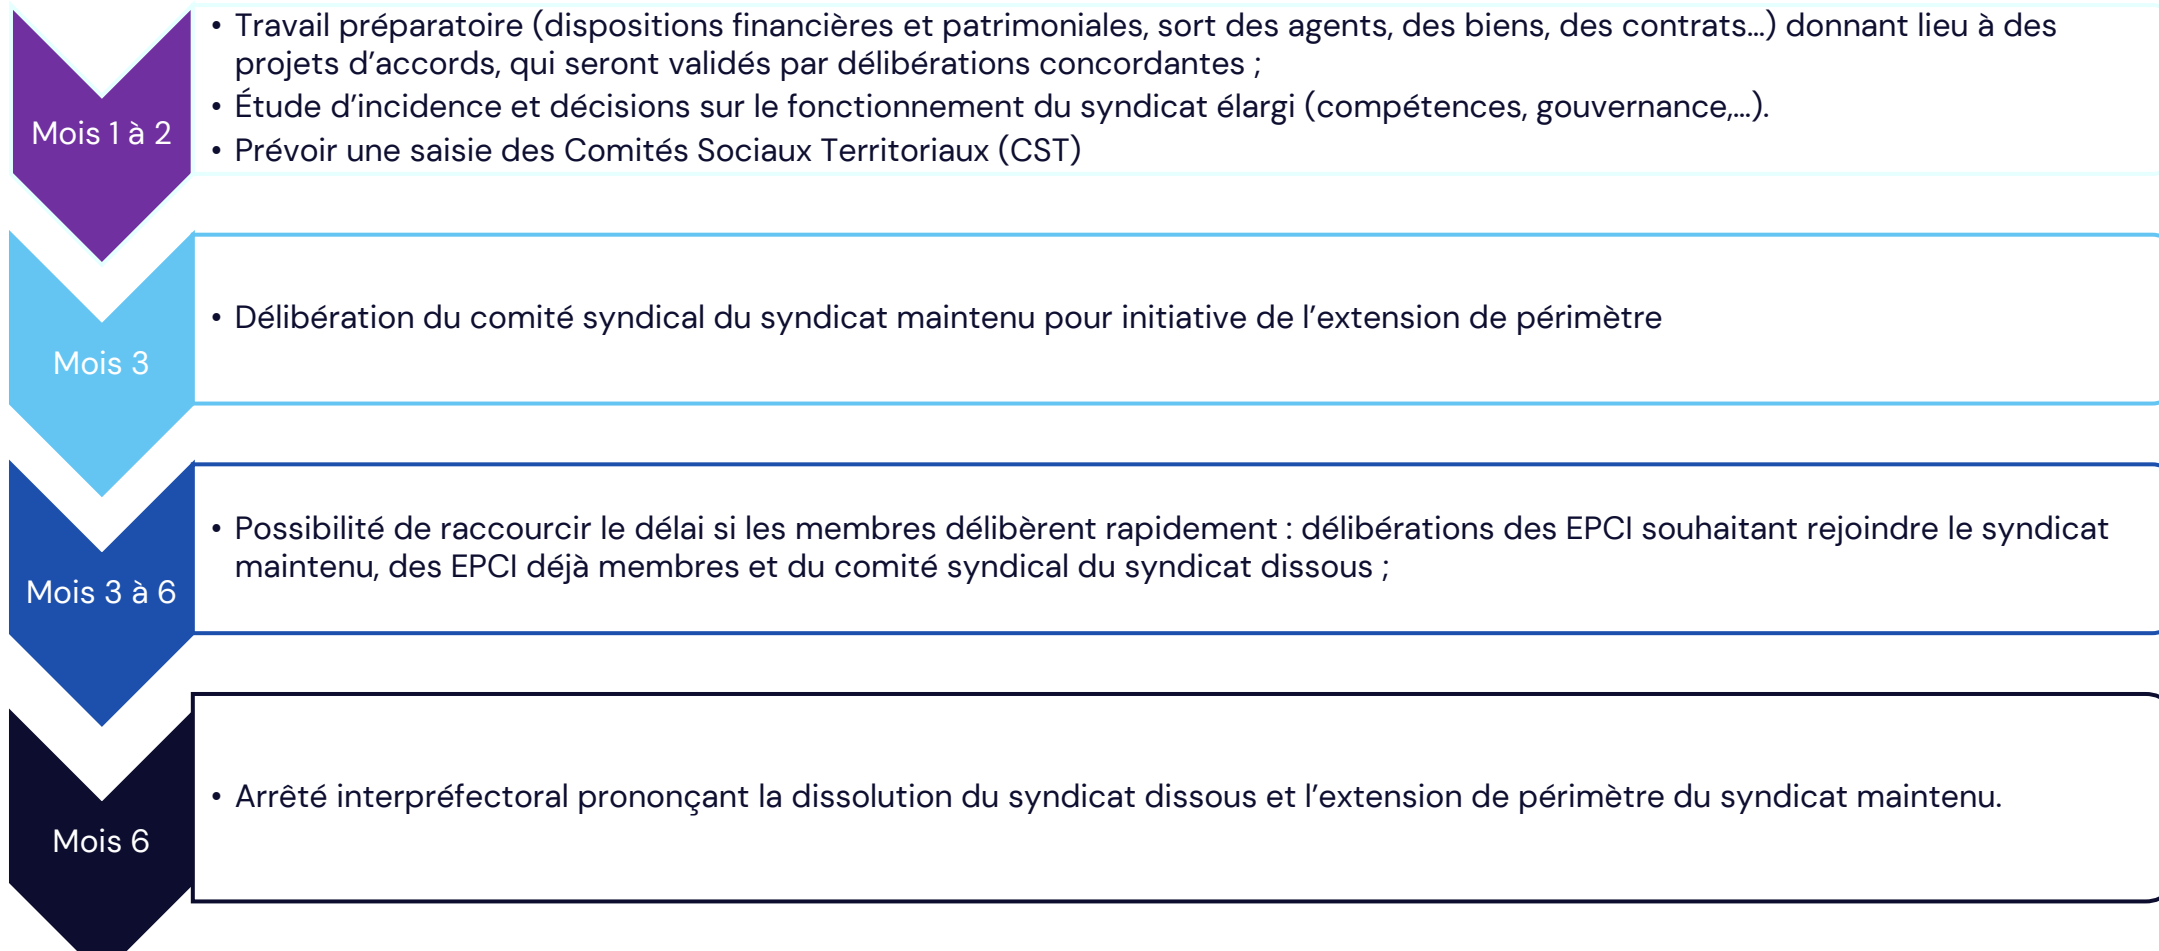 Mois 1 à 2
• Travail préparatoire (dispositions financières et patrimoniales, sort des agents, des biens, des contrats…) donnant lieu à des
projets d’accords, qui seront validés par délibérations concordantes ;
• Étude d’incidence et décisions sur le fonctionnement du syndicat élargi (compétences, gouvernance,…).
• Prévoir une saisie des Comités Sociaux Territoriaux (CST)
Mois 3
• Délibération du comité syndical du syndicat maintenu pour initiative de l’extension de périmètre
Mois 3 à 6
• Possibilité de raccourcir le délai si les membres délibèrent rapidement : délibérations des EPCI souhaitant rejoindre le syndicat
maintenu, des EPCI déjà membres et du comité syndical du syndicat dissous ;
Mois 6
• Arrêté interpréfectoral prononçant la dissolution du syndicat dissous et l’extension de périmètre du syndicat maintenu.